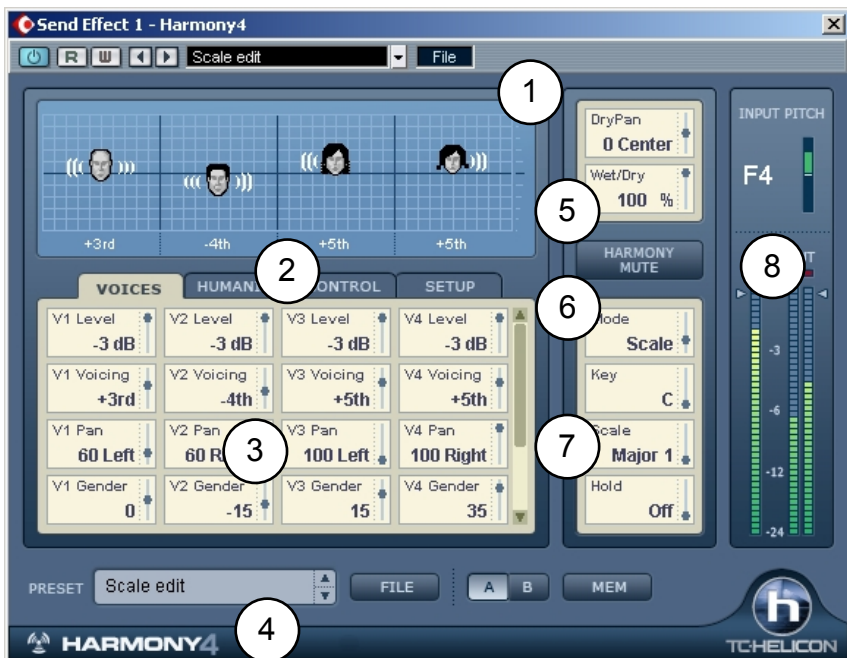 Send Effect 1 - Harmony4
R W Scale edit File
1
DryPan
0 Center
INPUT PITCH
Wet/Dry
100 %
F4
+3rd -4th +5th +5th
5
HARMONY
MUTE
8
2
VOICES SETUP
6
V1 Level V2 Level V3 Level V4 Level
-3 dB -3 dB -3 dB -3 dB
Scale
V1 Voicing V2 Voicing V3 Voicing V4 Voicing
+3rd -4th +5th +5th
Key
C
-3
-6
V1 Pan V2 Pan V3 Pan V4 Pan
60 Left 60 100 Left 100 Right
3
7
Major 1
-12
V1 Gender V2 Gender V3 Gender V4 Gender
0 -15 15 35
Hold
Off
-24
PRESET Scale edit FILE A B MEM
4
HARMONY4
h
TC·HELICON